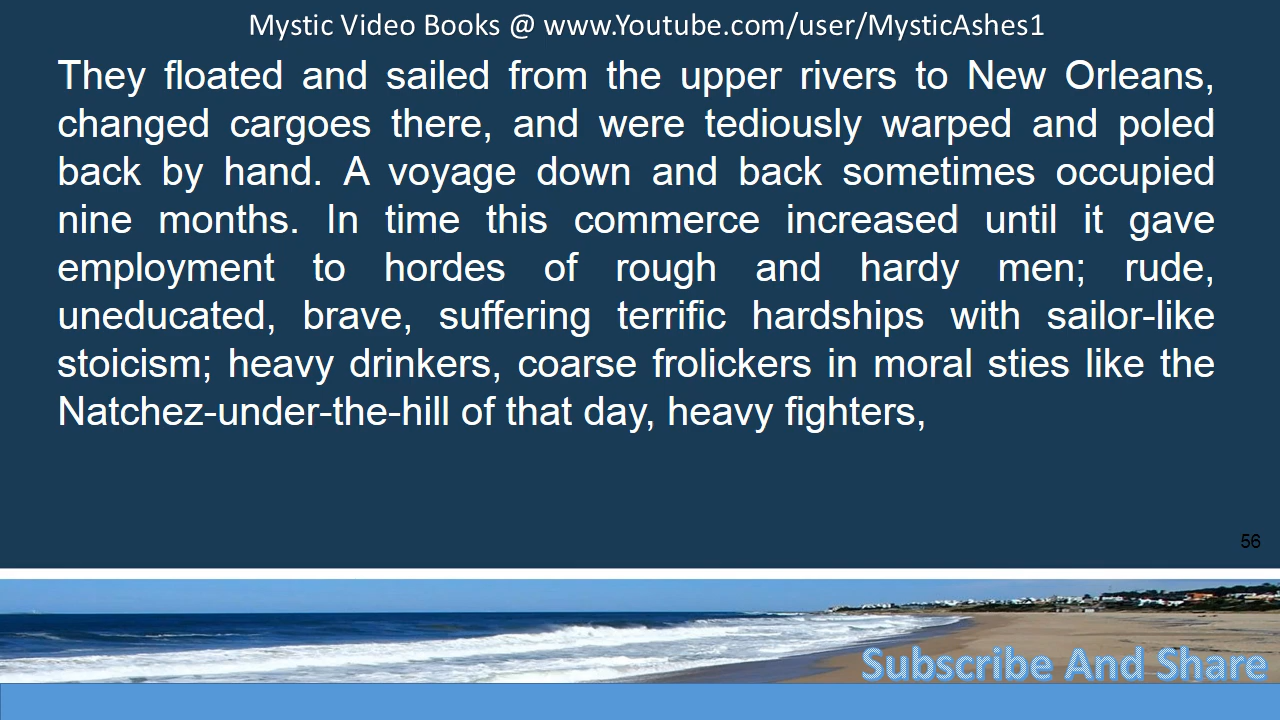 Mystic Video Books @ www.Youtube.com/user/MysticAshes1
They floated and sailed from the upper rivers to New Orleans,
changed cargoes there, and were tediously warped and poled
back by hand. A voyage down and back sometimes occupied
nine months. In time this commerce increased until it gave
employment to hordes of rough and hardy men; rude,
uneducated, brave, suffering terrific hardships with sailor-like
stoicism; heavy drinkers, coarse frolickers in moral sties like the
Natchez-under-the-hill of that day, heavy fighters,
56
Subscribe And Share